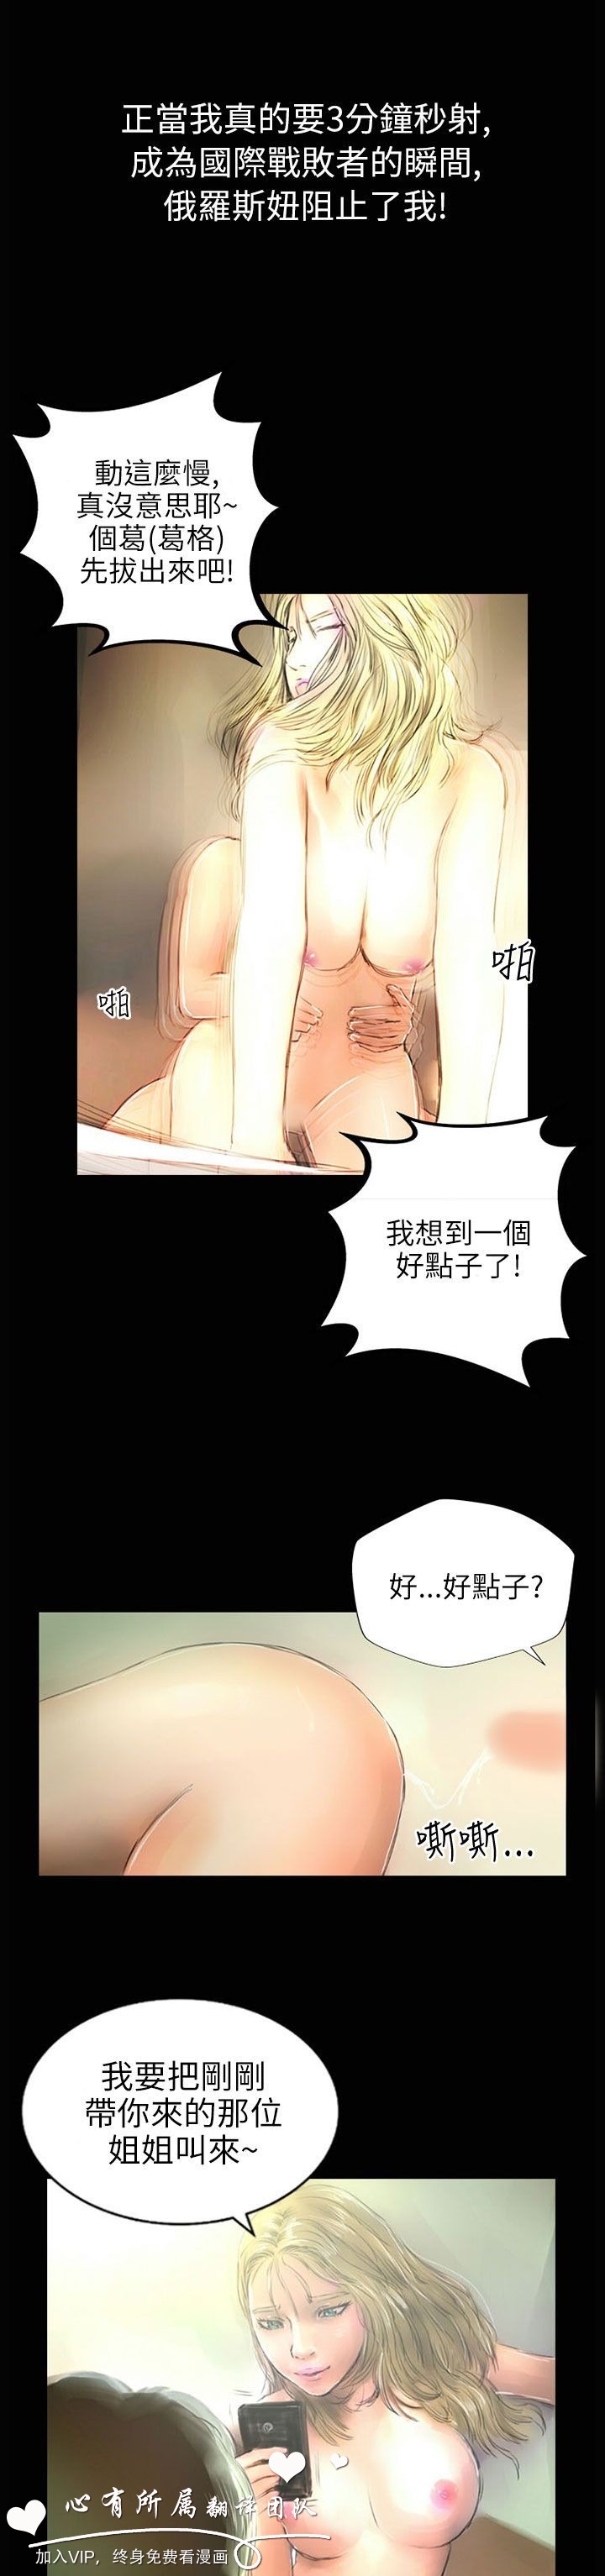 正當我真的要3分鐘秒射,
成為國際戰敗者的瞬間,
俄羅斯妞阻止了我!
動這麼慢,
真沒意思耶~
個葛(葛格)
先拔出來吧!
啪
啪
我想到一個
好點子了!
好...好點子?
嘶嘶...
我要把剛剛
帶你來的那位
姐姐叫來~
心有所属翻译团队
加入VIP，终身免费看漫画